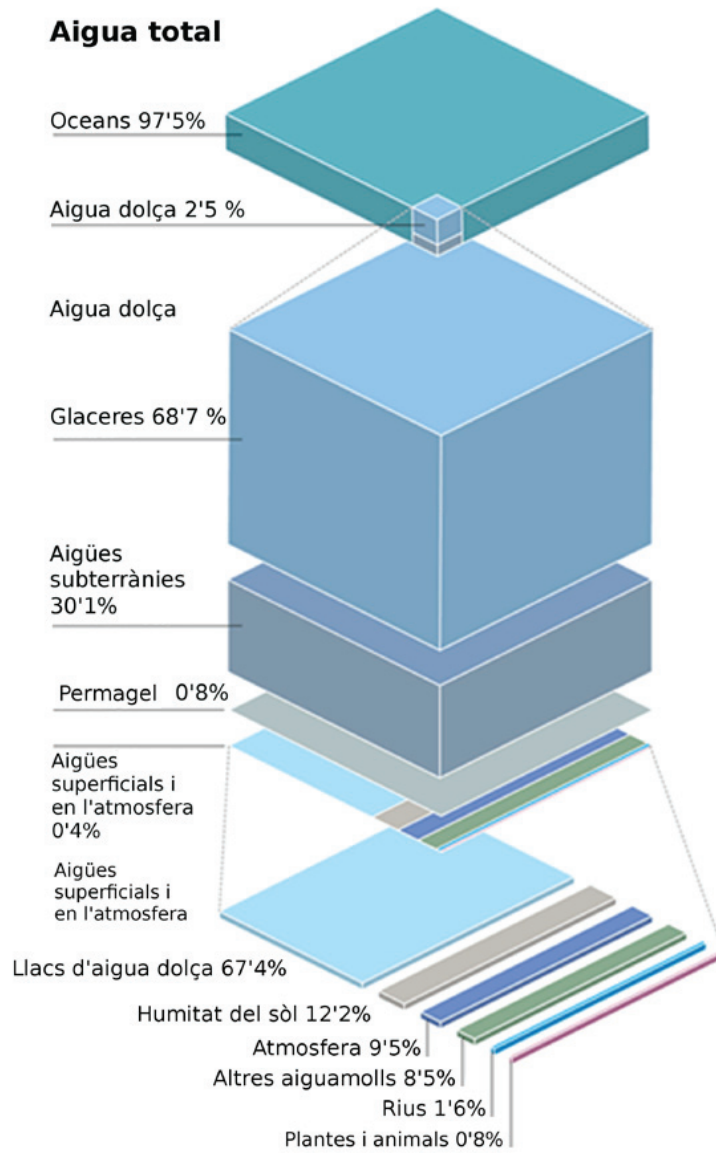 Aigua total
Oceans 97'5%
Aigua dolça 2'5 %
Aigua dolça
Glaceres 68'7 %
Aigües
subterrànies
30'1%
Permagel 0'8%
Aigües
superficials i
en l'atmosfera
0'4%
Aigües
superficials i
en l'atmosfera
Llacs d'aigua dolça 67'4%
Humitat del sòl 12'2%
Atmosfera 9'5%
Altres aiguamolls 8'5%
Rius 1'6%
Plantes i animals 0'8%